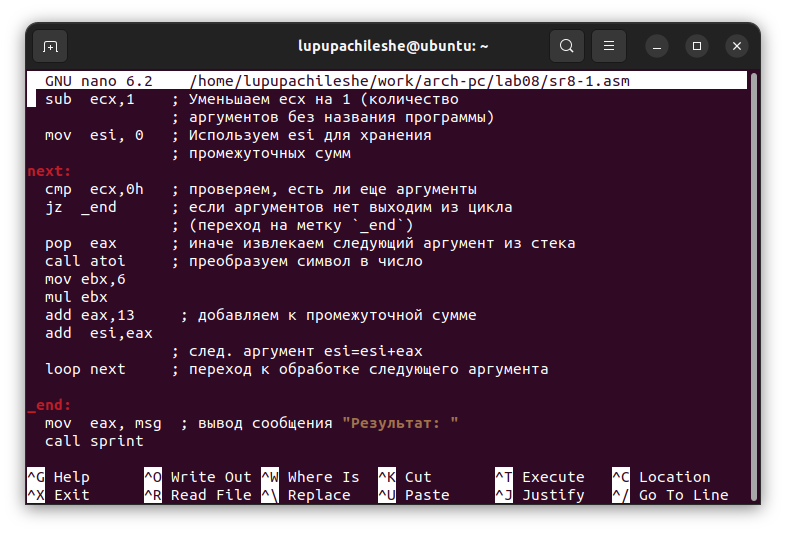 lupupachileshe@ubuntu: ~
GNU nano 6.2    /home/lupupachileshe/work/arch-pc/lab08/sr8-1.asm
  sub  ecx,1    ; Уменьшаем ecx на 1 (количество
                ; аргументов без названия программы)
  mov  esi, 0   ; Используем esi для хранения
                ; промежуточных сумм
next:
  cmp  ecx,0h   ; проверяем, есть ли еще аргументы
  jz  _end      ; если аргументов нет выходим из цикла
                ; (переход на метку `_end`)
  pop  eax      ; иначе извлекаем следующий аргумент из стека
  call atoi     ; преобразуем символ в число
  mov ebx,6
  mul ebx
  add eax,13     ; добавляем к промежуточной сумме
  add  esi,eax
                ; след. аргумент esi=esi+eax
  loop next     ; переход к обработке следующего аргумента
_end:
  mov  eax, msg  ; вывод сообщения "Результат: "
  call sprint
^G Help      ^O Write Out ^W Where Is  ^K Cut       ^T Execute   ^C Location
^X Exit      ^R Read File ^\ Replace   ^U Paste     ^J Justify   ^/ Go To Line